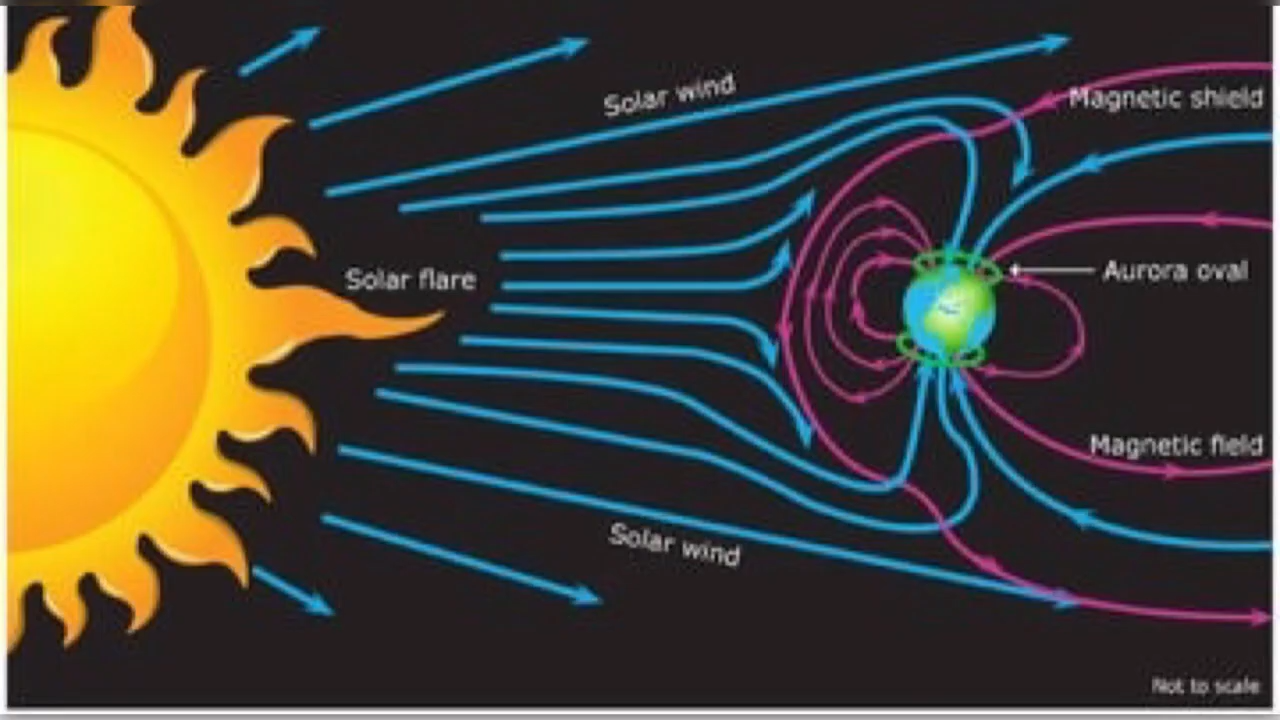 Solar wind
Magnetic shield
Solar flare
Aurora oval
Magnetic field
Solar wind
Not to scale